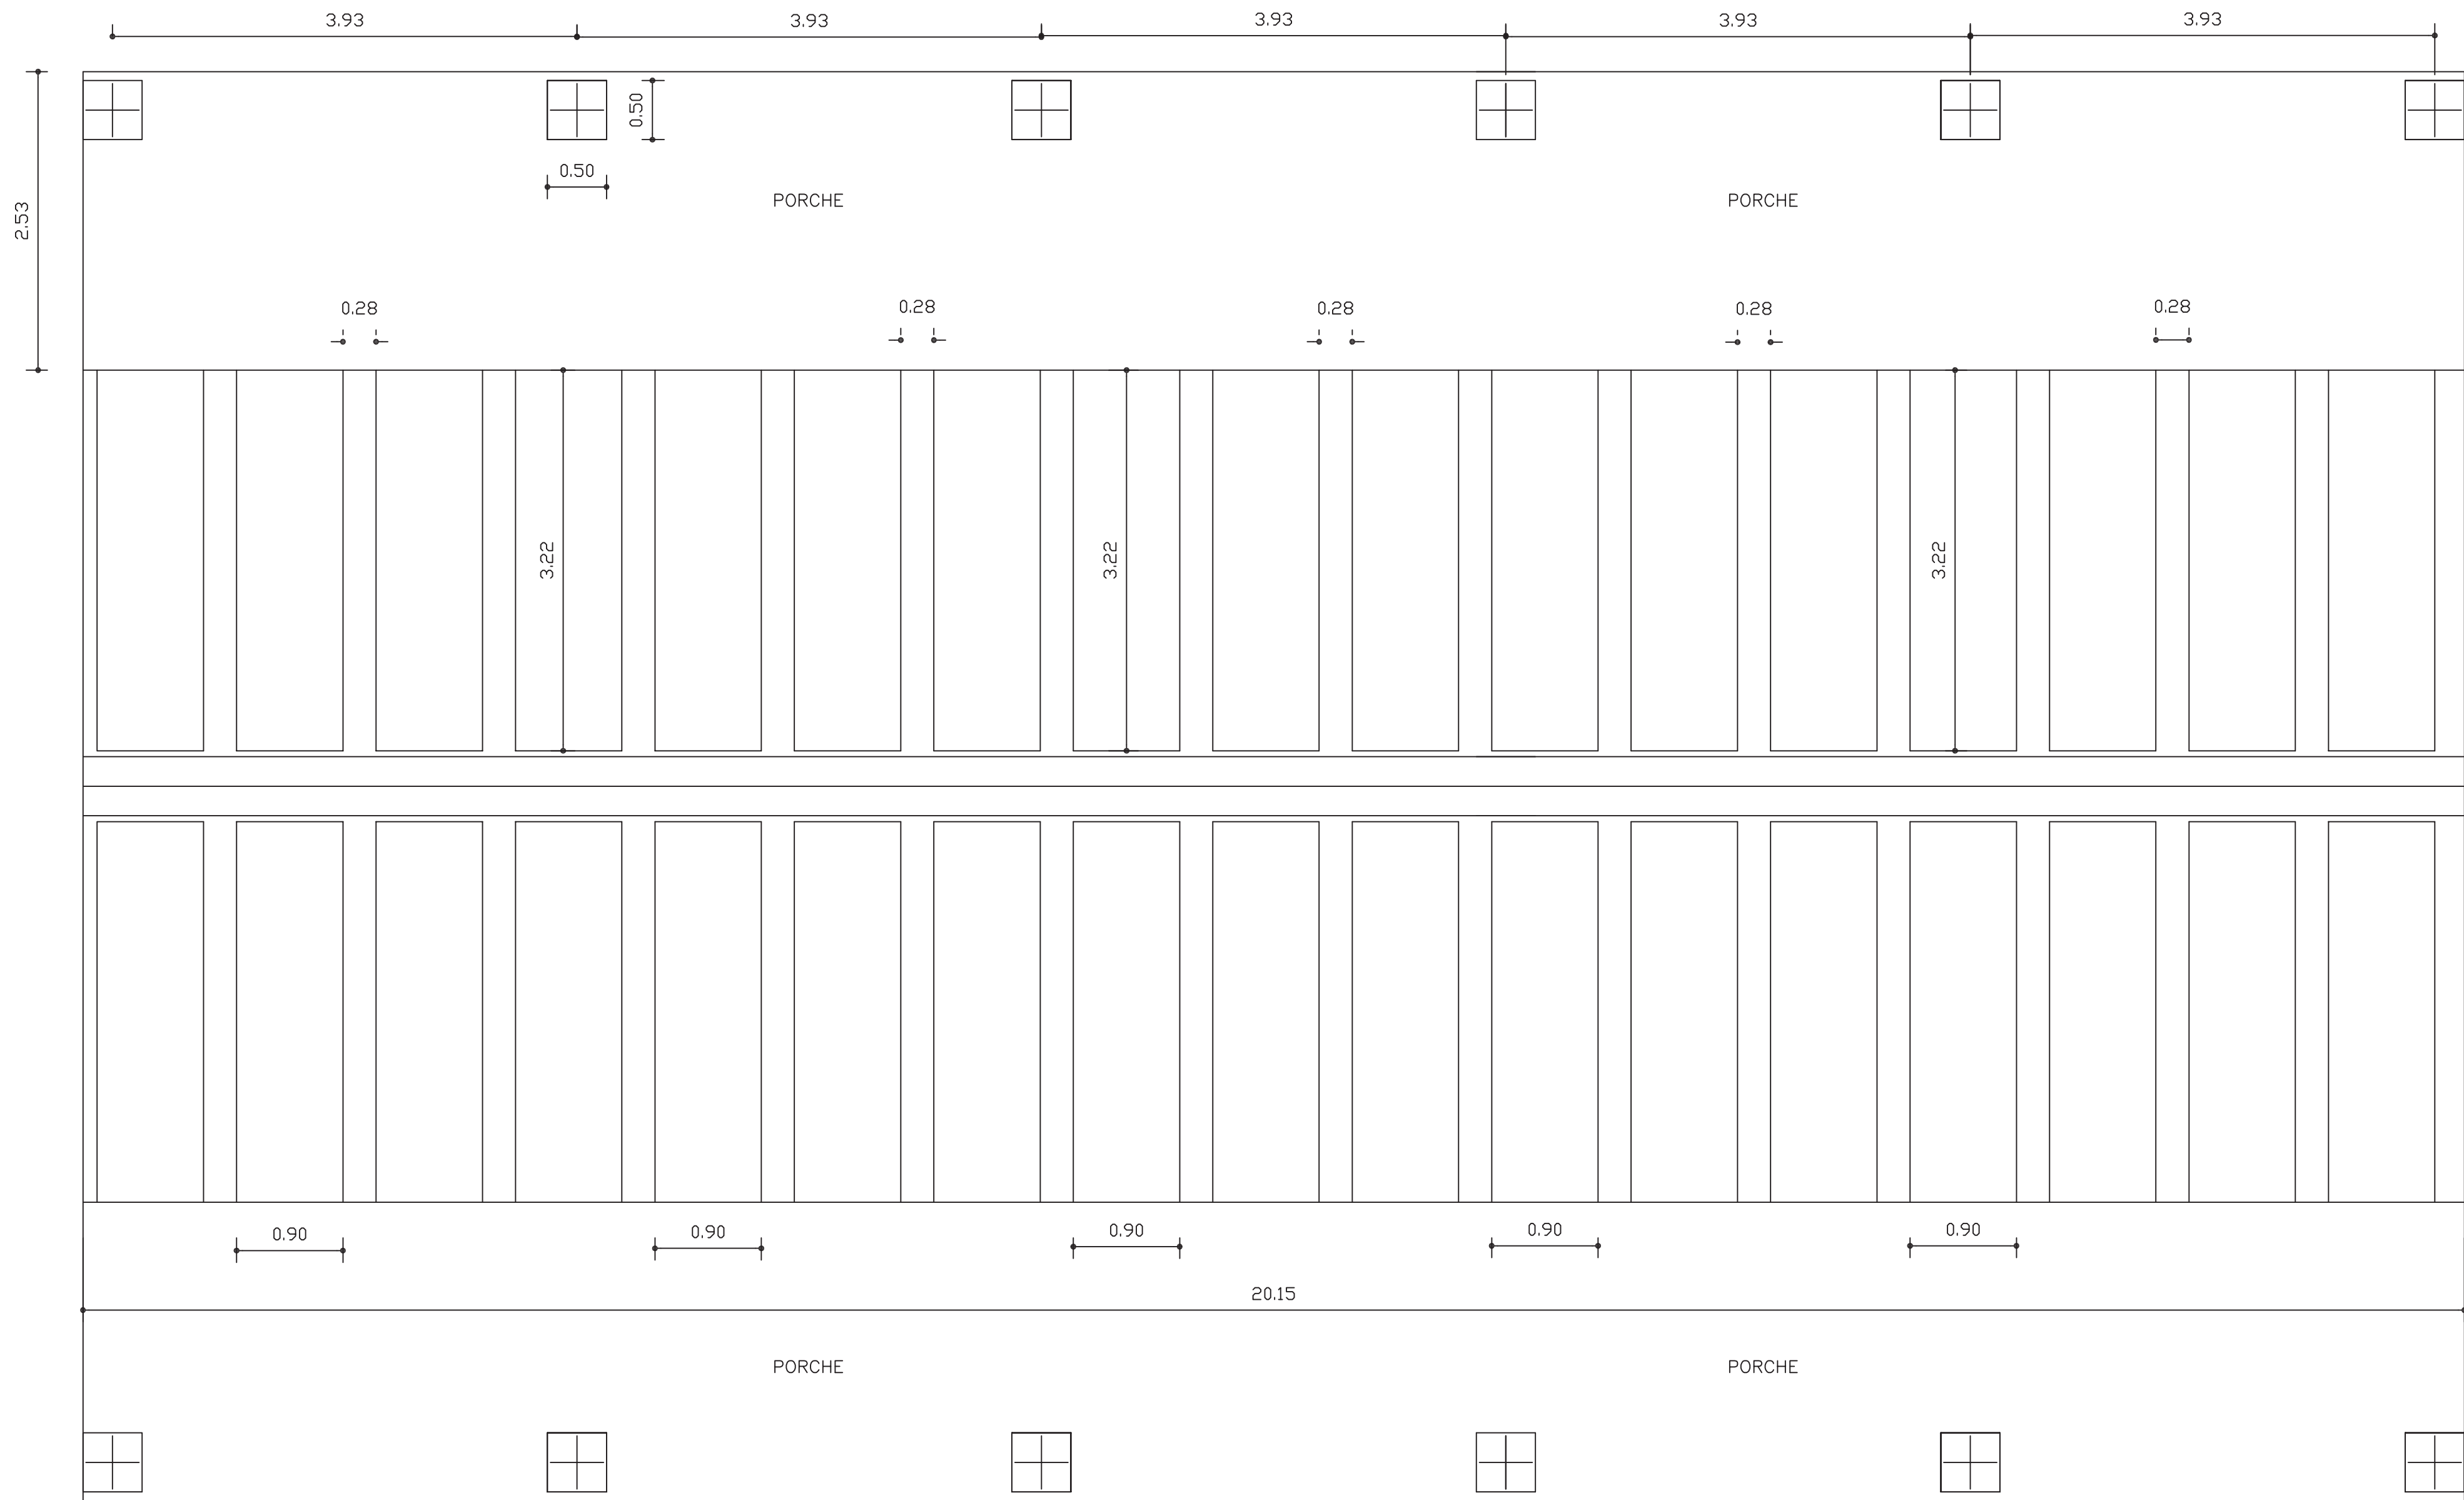 3.93 3.93 3.93 3.93 3.93
0.50
0.50
2.53
PORCHE PORCHE
0.28 0.28 0.28 0.28 0.28
3.22 3.22 3.22
0.90 0.90 0.90 0.90 0.90
20.15
PORCHE PORCHE